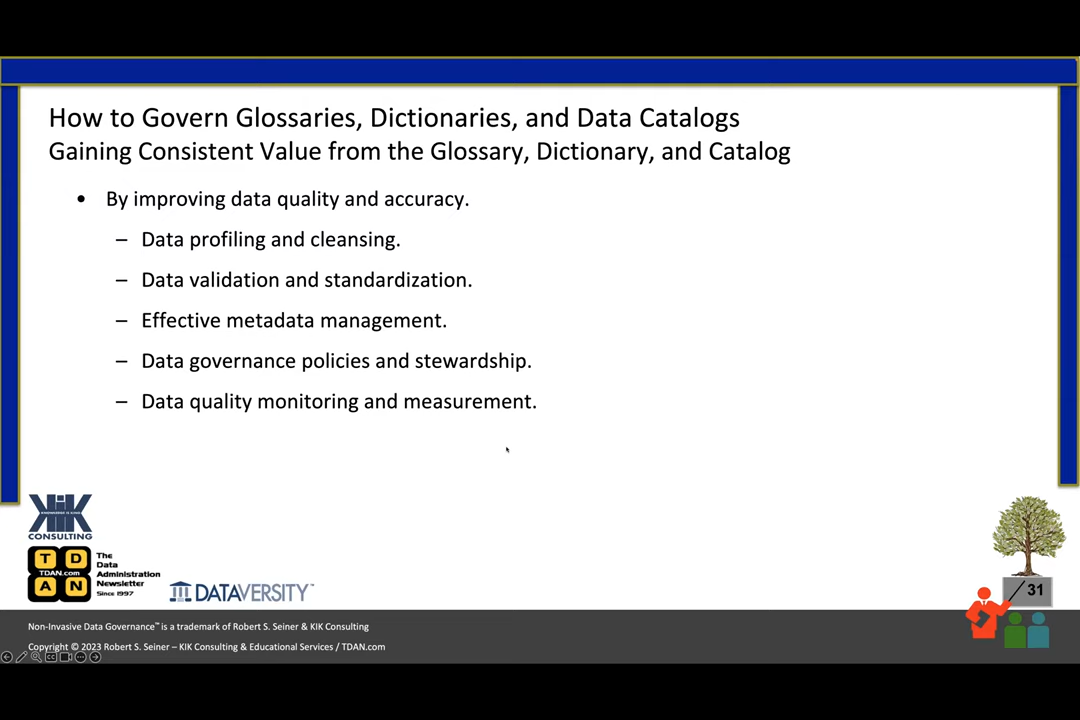 How to Govern Glossaries, Dictionaries, and Data Catalogs
Gaining Consistent Value from the Glossary, Dictionary, and Catalog
• By improving data quality and accuracy.
– Data profiling and cleansing.
– Data validation and standardization.
– Effective metadata management.
– Data governance policies and stewardship.
– Data quality monitoring and measurement.
KIK
KNOWLEDGE IS KING
CONSULTING
T D
TDAN.com
A N
The
Data
Administration
Newsletter
Since 1997
DATAVERSITY™
31
Non-Invasive Data Governance™ is a trademark of Robert S. Seiner & KIK Consulting
Copyright © 2023 Robert S. Seiner – KIK Consulting & Educational Services / TDAN.com